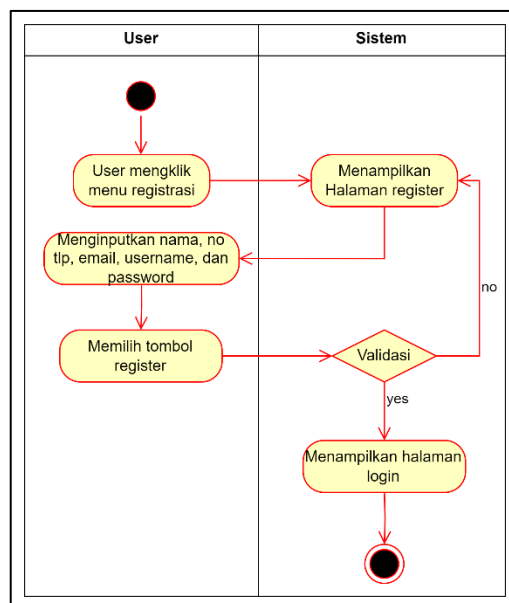 User
Sistem
User mengklik
menu registrasi
Menampilkan
Halaman register
Menginputkan nama, no
tlp, email, username, dan
password
no
Memilih tombol
register
Validasi
yes
Menampilkan halaman
login